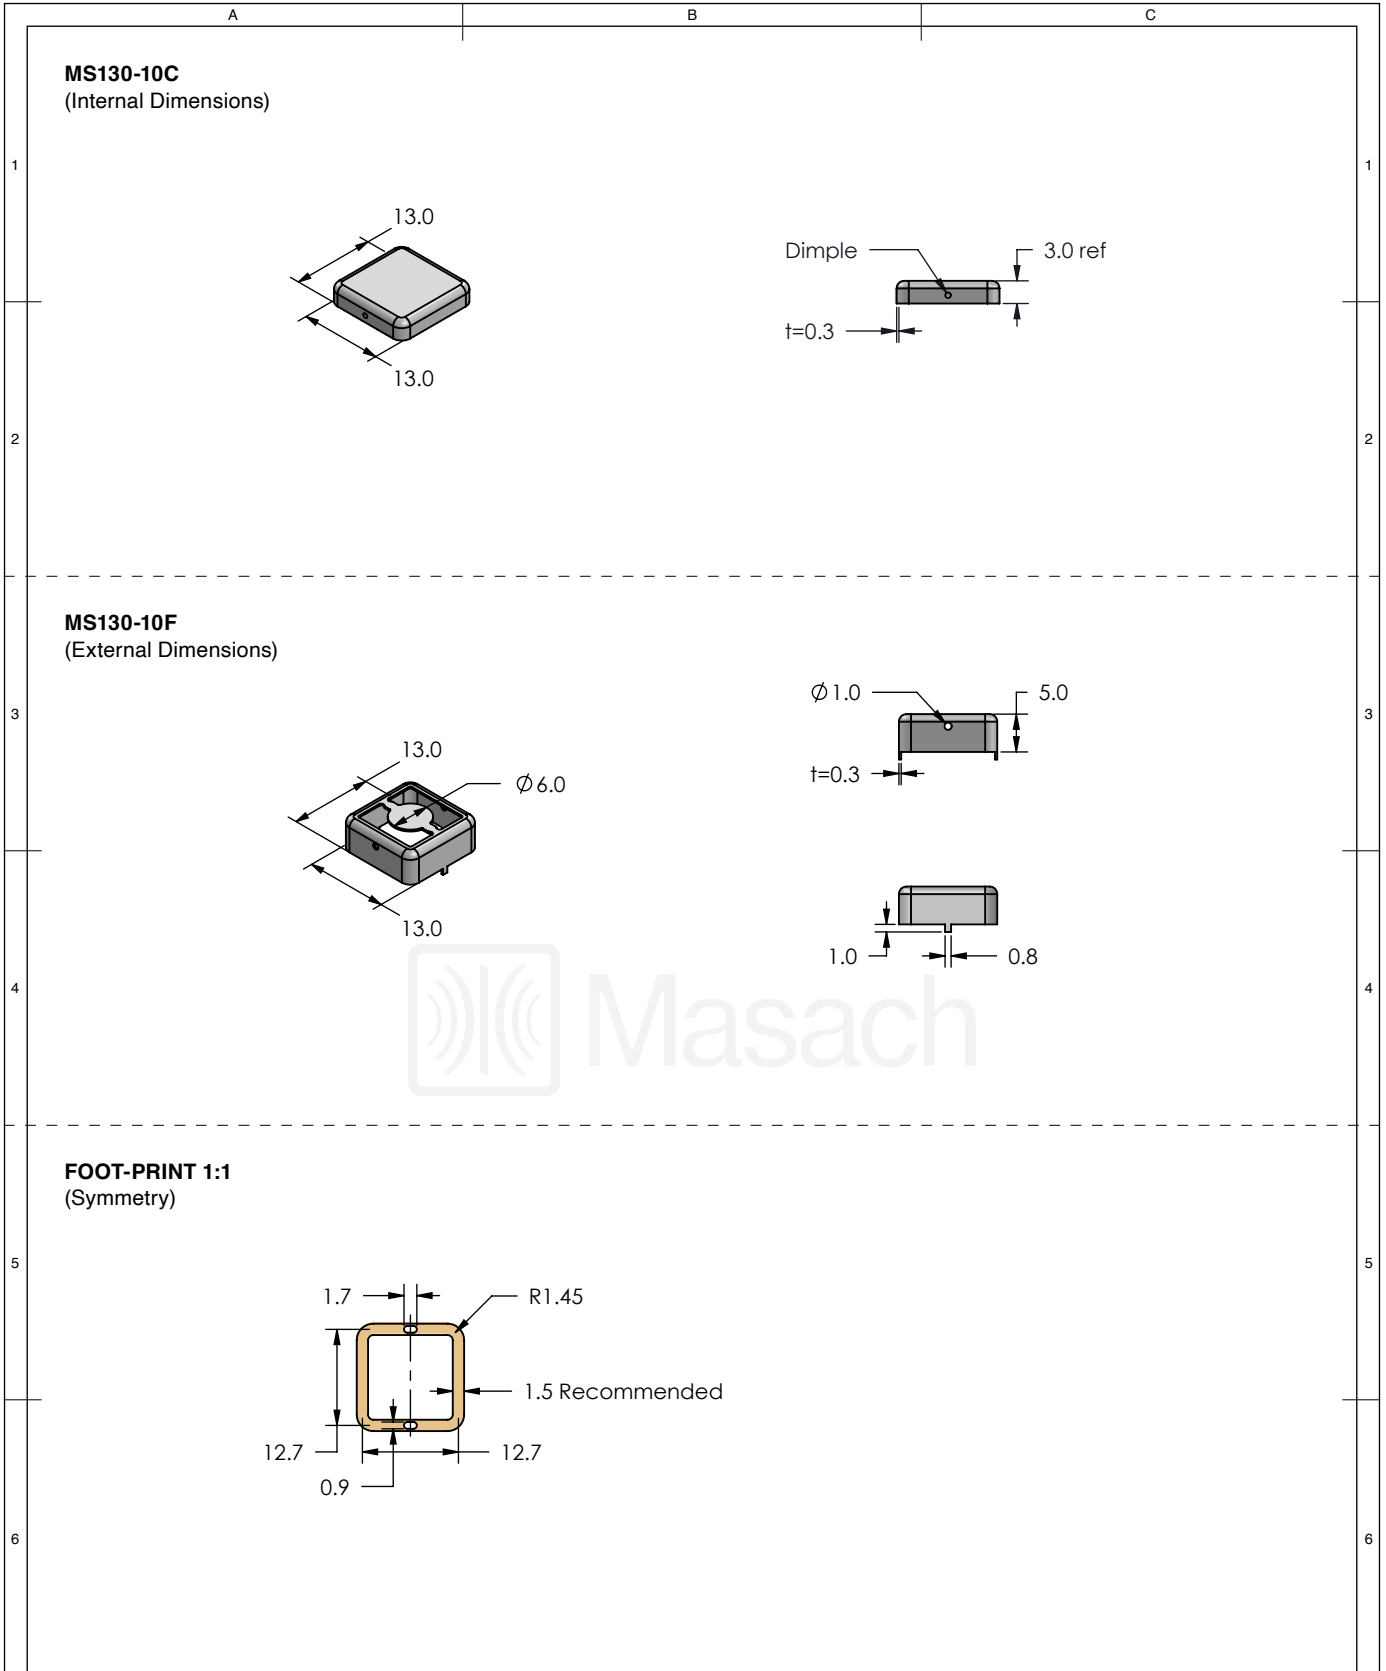 A B C
MS130-10C
(Internal Dimensions)
1 1
13.0
Dimple 3.0 ref
t=0.3
13.0
2 2
MS130-10F
(External Dimensions)
∅1.0 5.0
3 3
13.0
t=0.3
∅6.0
13.0
1.0 0.8
Masach
4 4
FOOT-PRINT 1:1
(Symmetry)
5 5
1.7 R1.45
1.5 Recommended
12.7 12.7
0.9
6 6